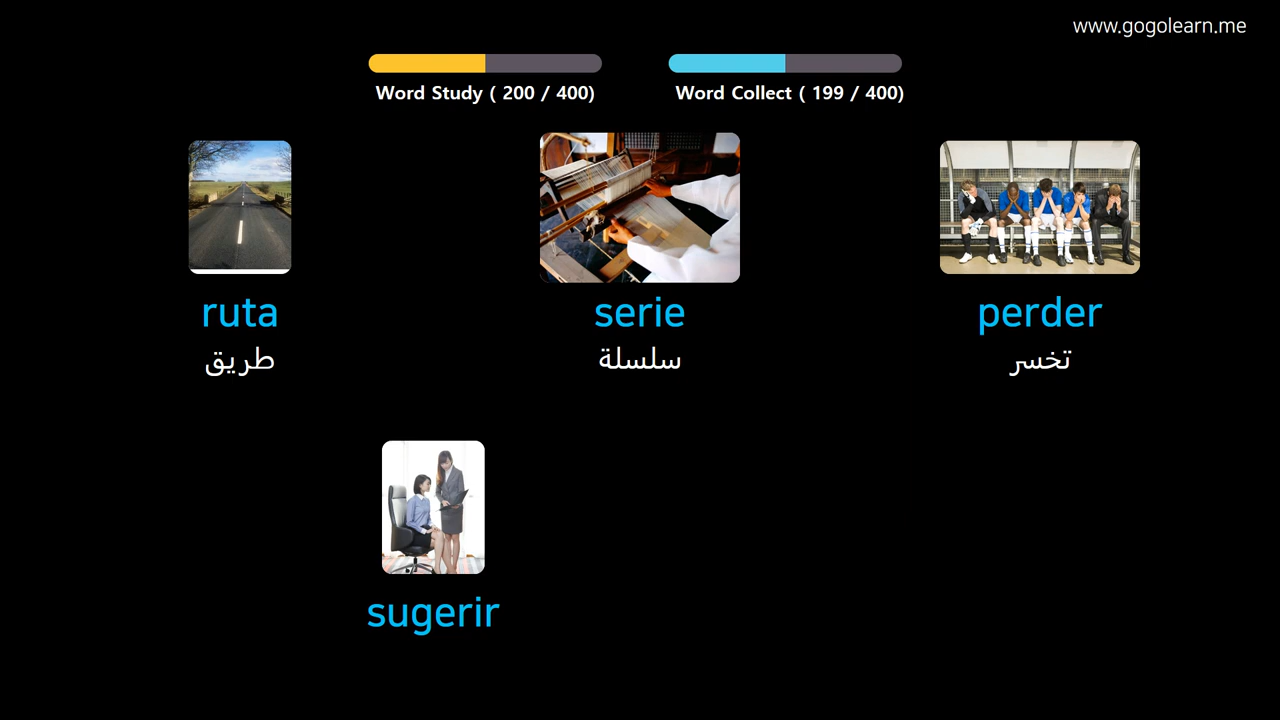 www.gogolearn.me
Word Study ( 200 / 400)
Word Collect ( 199 / 400)
ruta
طريق
serie
سلسلة
perder
تخسر
sugerir